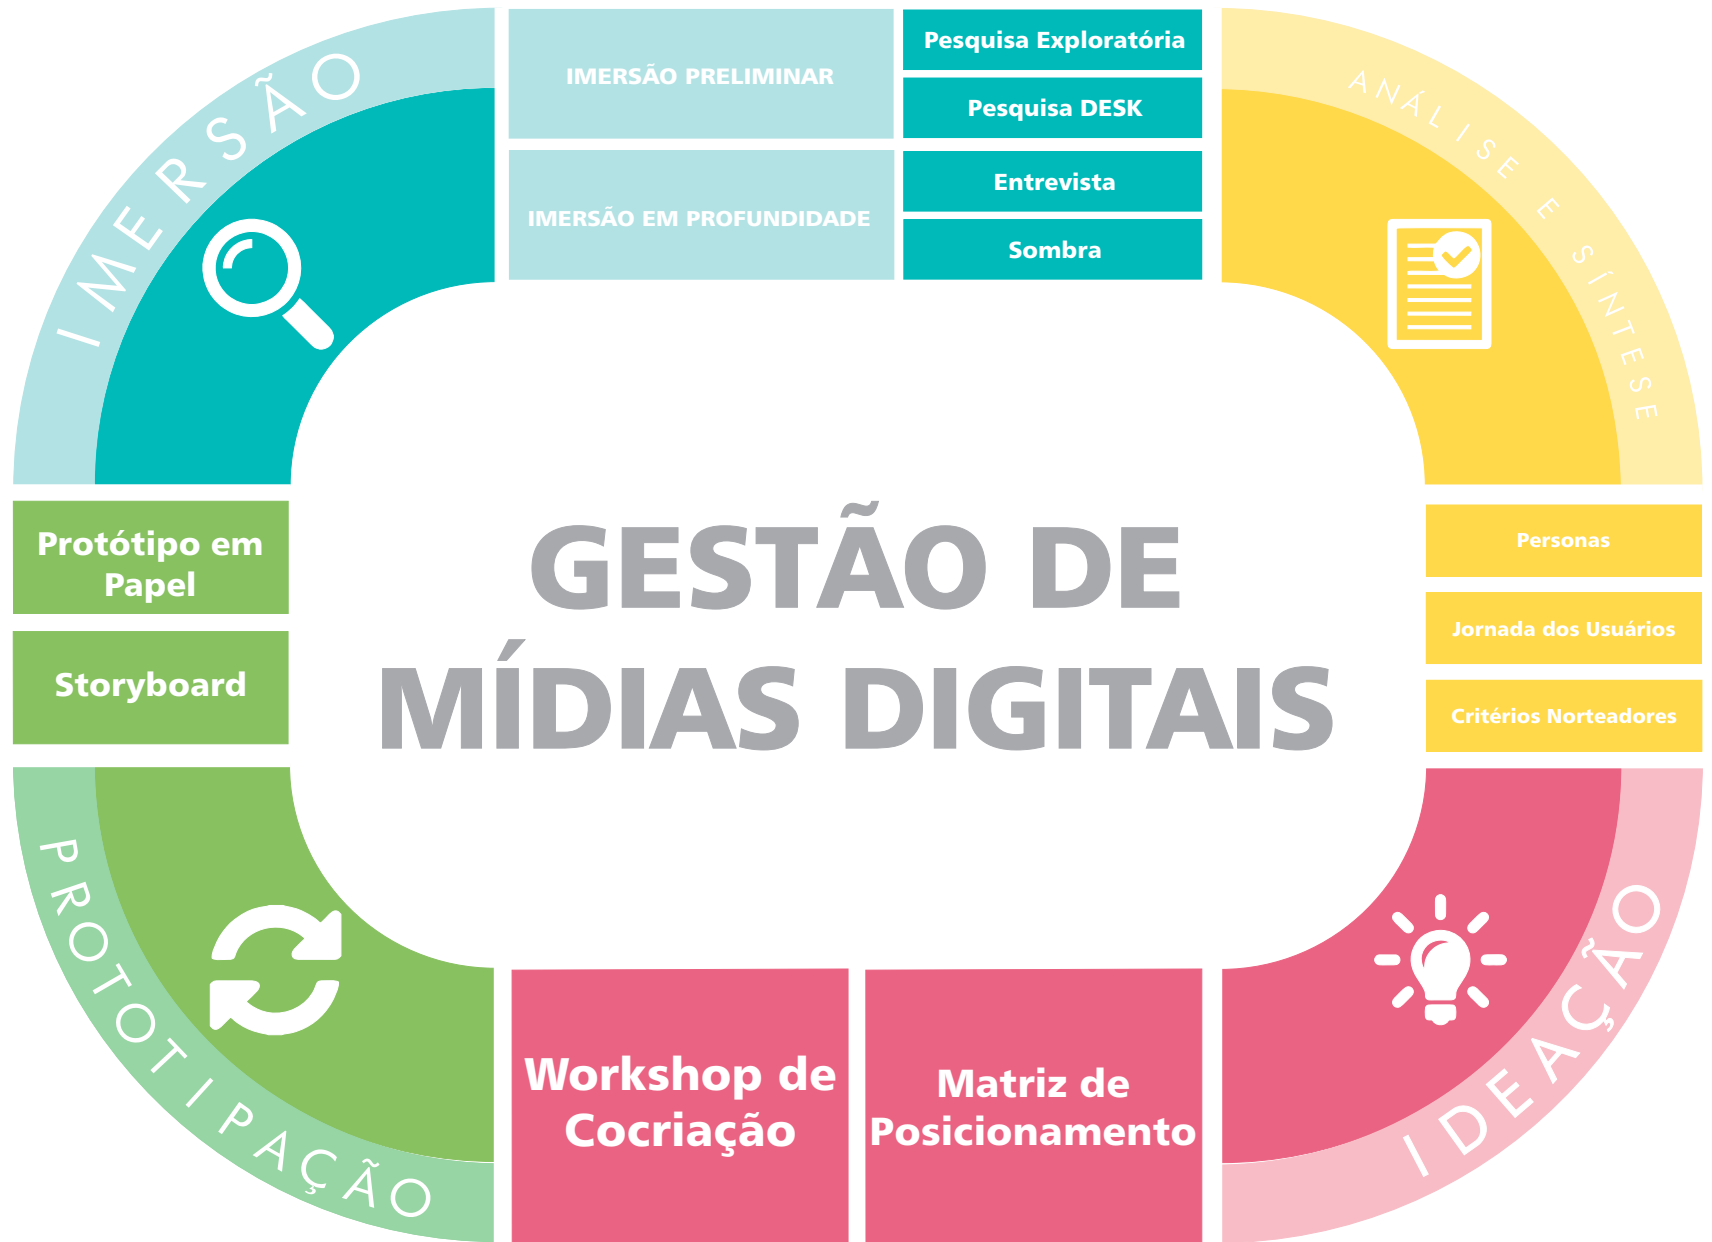 IMERSÃO
IMERSÃO PRELIMINAR
Pesquisa Exploratória
Pesquisa DESK
IMERSÃO EM PROFUNDIDADE
Entrevista
Sombra
ANÁLISE E SÍNTESE
Personas
Jornada dos Usuários
Critérios Norteadores
GESTÃO DE
MÍDIAS DIGITAIS
Protótipo em
Papel
Storyboard
PROTOTIPAÇÃO
Workshop de
Cocriação
Matriz de
Posicionamento
IDEAÇÃO